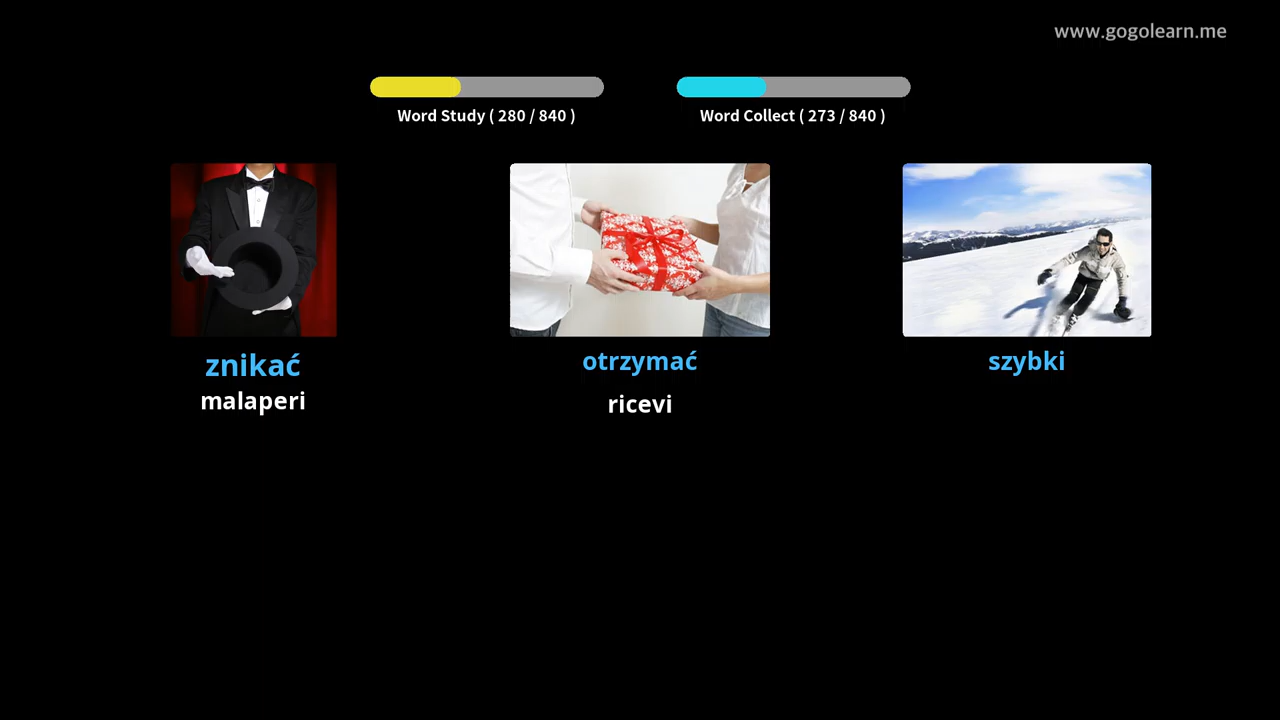 www.gogolearn.me
Word Study ( 280 / 840 )
Word Collect ( 273 / 840 )
znikać
malaperi
otrzymać
ricevi
szybki